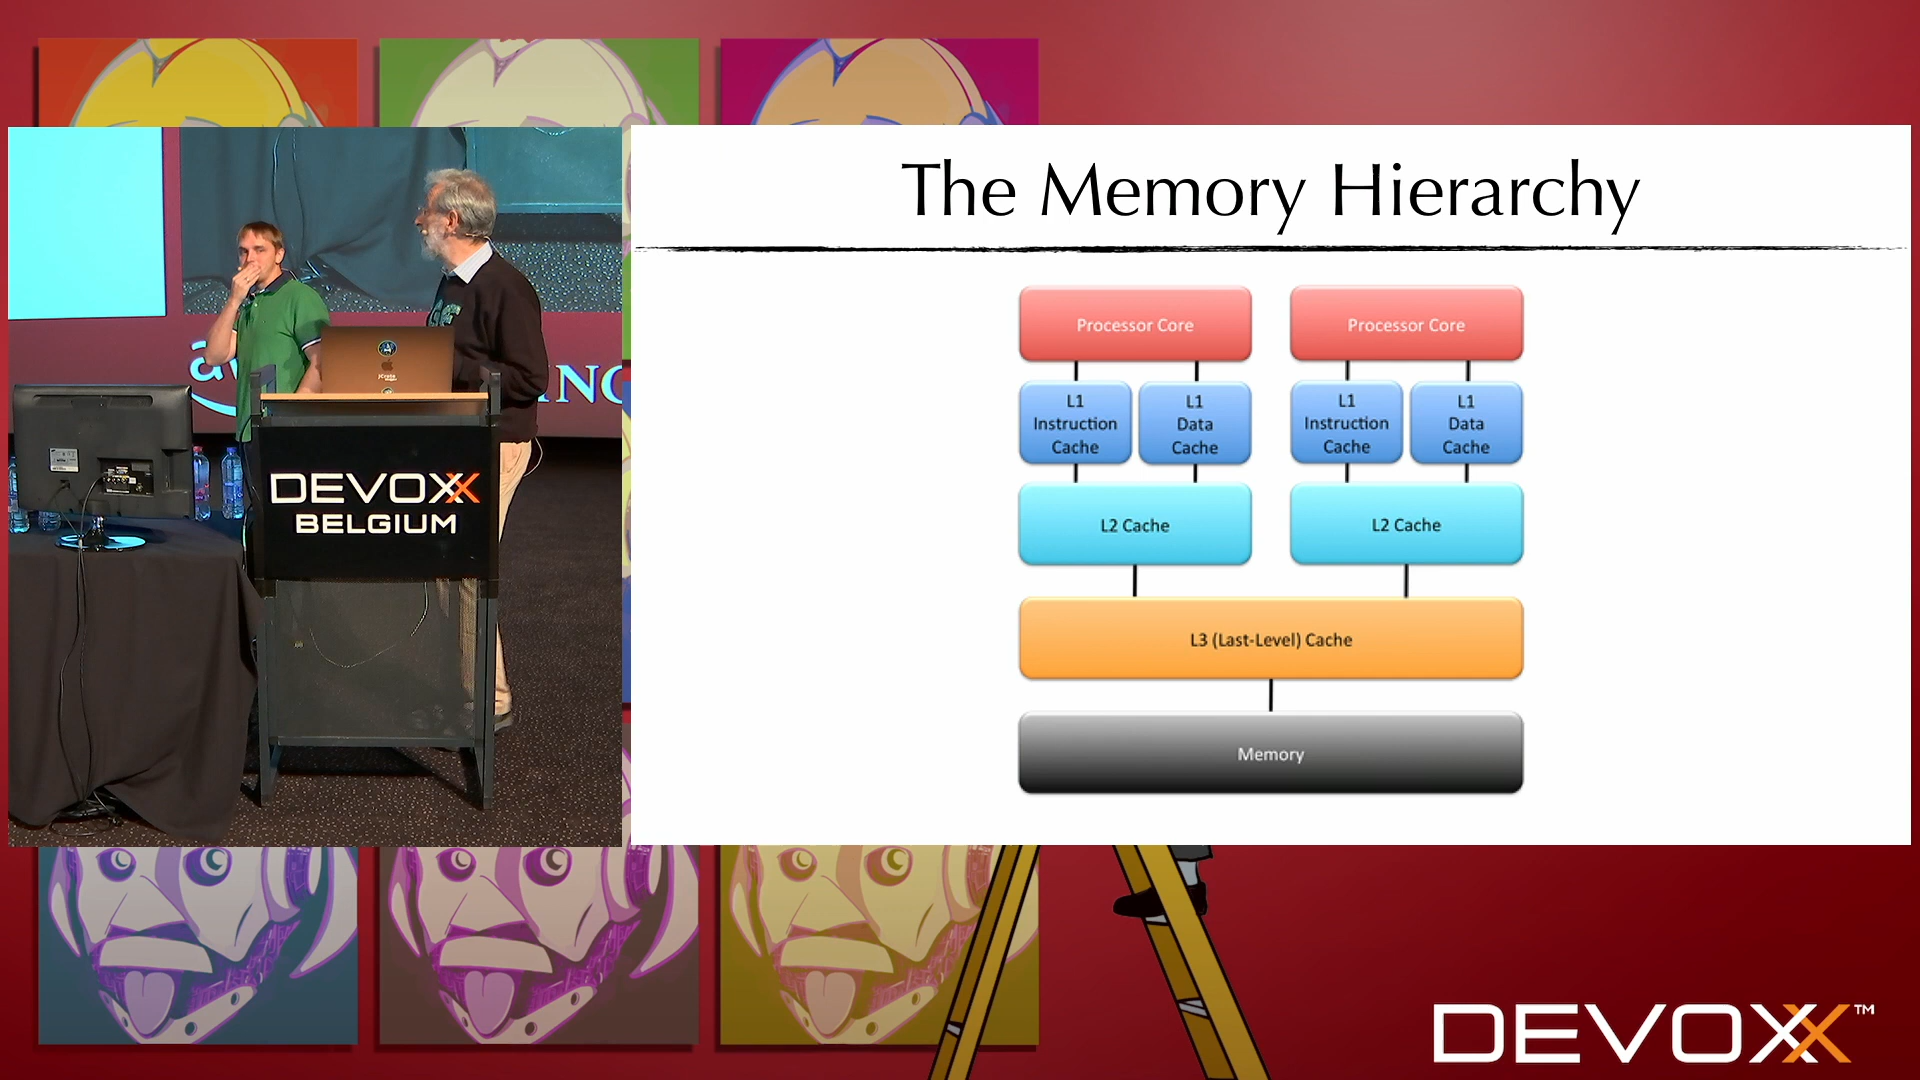 The Memory Hierarchy
Processor Core
Processor Core
L1
Instruction
Cache
L1
Data
Cache
L1
Instruction
Cache
L1
Data
Cache
L2 Cache
L2 Cache
L3 (Last-Level) Cache
Memory
DEVOXX
BELGIUM
DEVOXX™